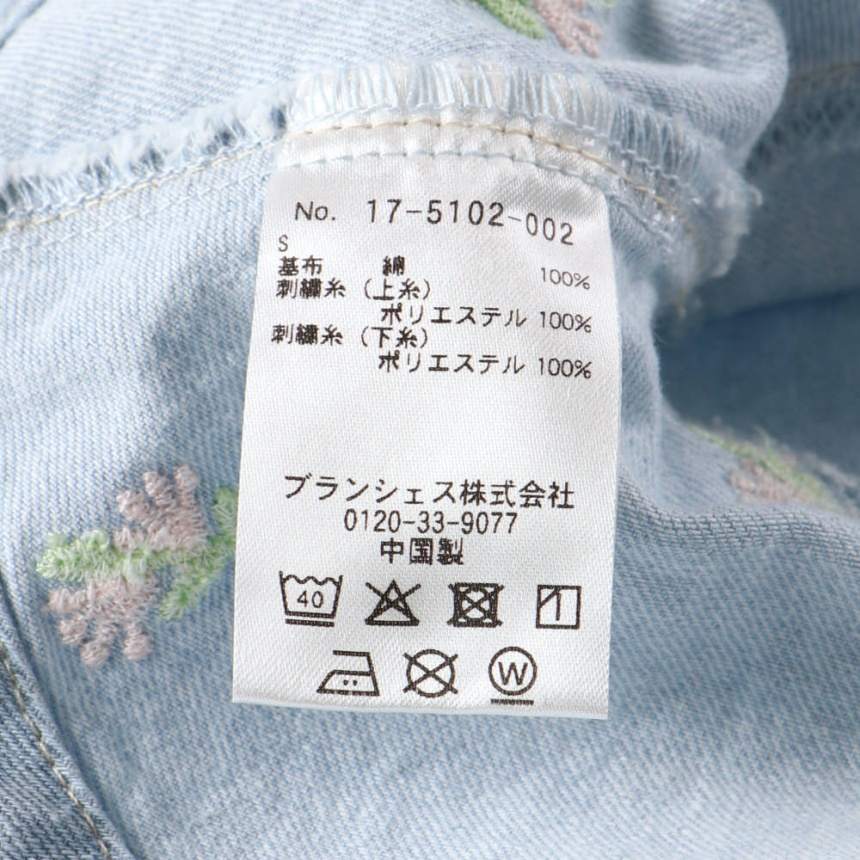 No. 17-5102-002
S
基布 綿 100%
刺繍糸（上糸）
ポリエステル 100%
刺繍糸（下糸）
ポリエステル 100%
ブランシェス株式会社
0120-33-9077
中国製
40
W